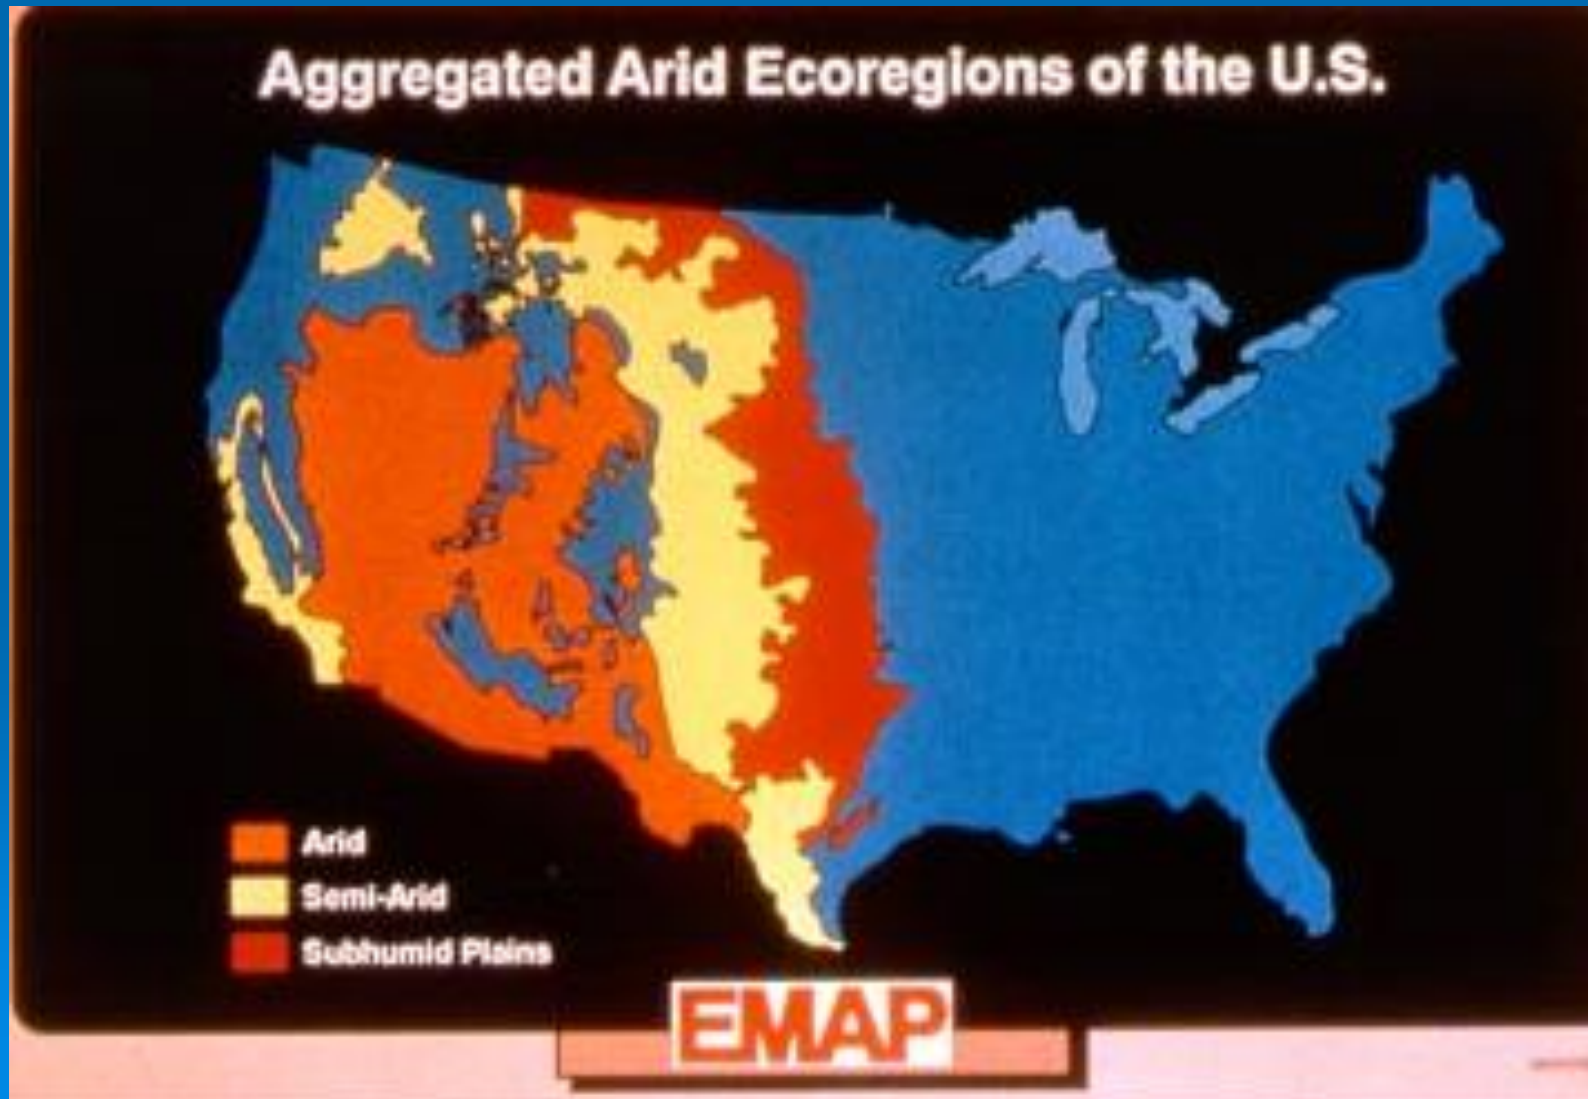 Aggregated Arid Ecoregions of the U.S.
Arid
Semi-Arid
Subhumid Plains
EMAP